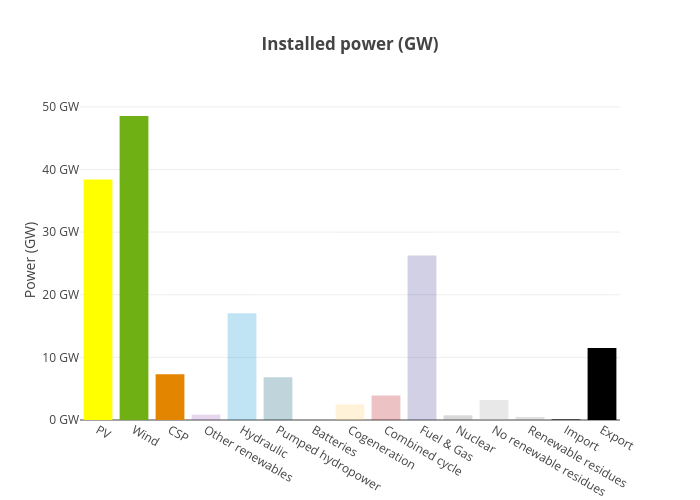 Installed power (GW)
Power (GW)
50 GW
40 GW
30 GW
20 GW
10 GW
0 GW
PV
Wind
CSP
Other renewables
Hydraulic
Pumped hydropower
Batteries
Cogeneration
Combined cycle
Fuel & Gas
Nuclear
No renewable residues
Renewable residues
Import
Export